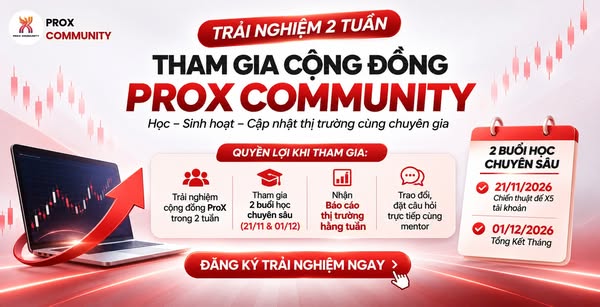 PROX
COMMUNITY
PROX COMMUNITY
TRẢI NGHIỆM 2 TUẦN
THAM GIA CỘNG ĐỒNG
PROX COMMUNITY
Học – Sinh hoạt – Cập nhật thị trường cùng chuyên gia
QUYỀN LỢI KHI THAM GIA:
Trải nghiệm
cộng đồng ProX
trong 2 tuần
Tham gia
2 buổi học
chuyên sâu
(21/11 & 01/12)
Nhận
Báo cáo
thị trường
hằng tuần
Trao đổi,
đặt câu hỏi
trực tiếp cùng
mentor
2 BUỔI HỌC
CHUYÊN SÂU
21/11/2026
Chiến thuật để X5
tài khoản
01/12/2026
Tổng Kết Tháng
ĐĂNG KÝ TRẢI NGHIỆM NGAY